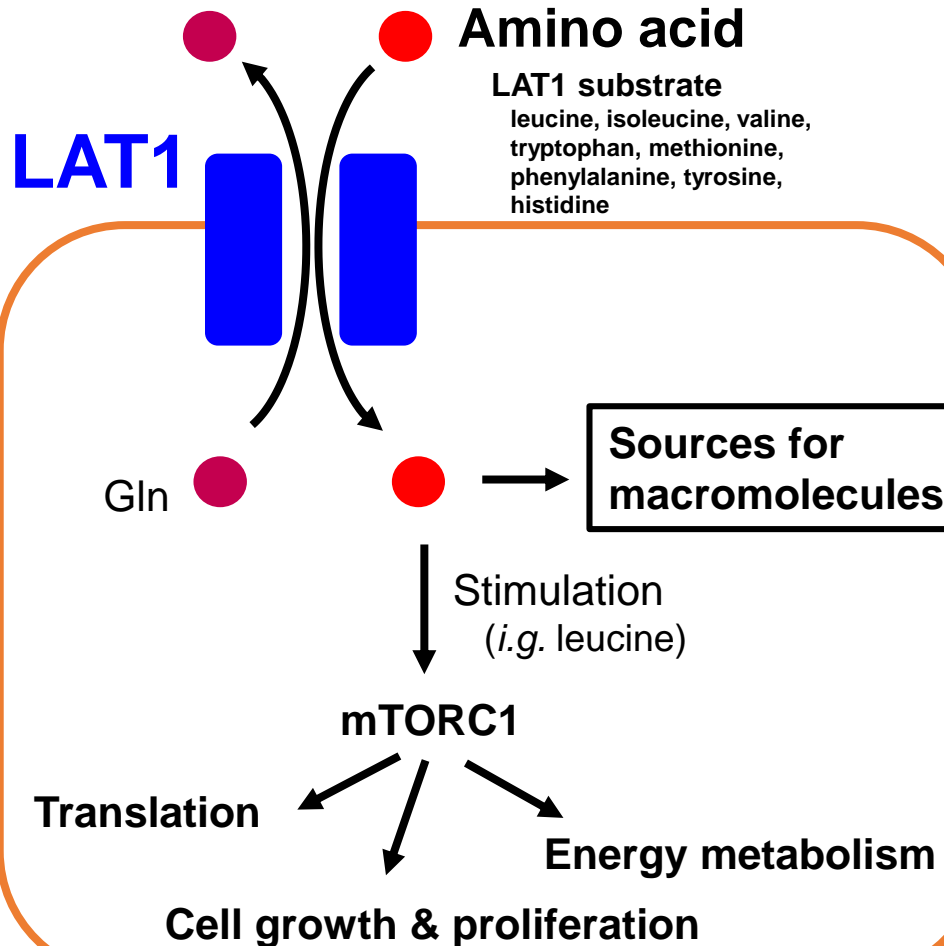 Amino acid
LAT1 substrate
leucine, isoleucine, valine,
tryptophan, methionine,
phenylalanine, tyrosine,
histidine
LAT1
Gln
Sources for
macromolecules
Stimulation
(i.g. leucine)
mTORC1
Translation
Energy metabolism
Cell growth & proliferation